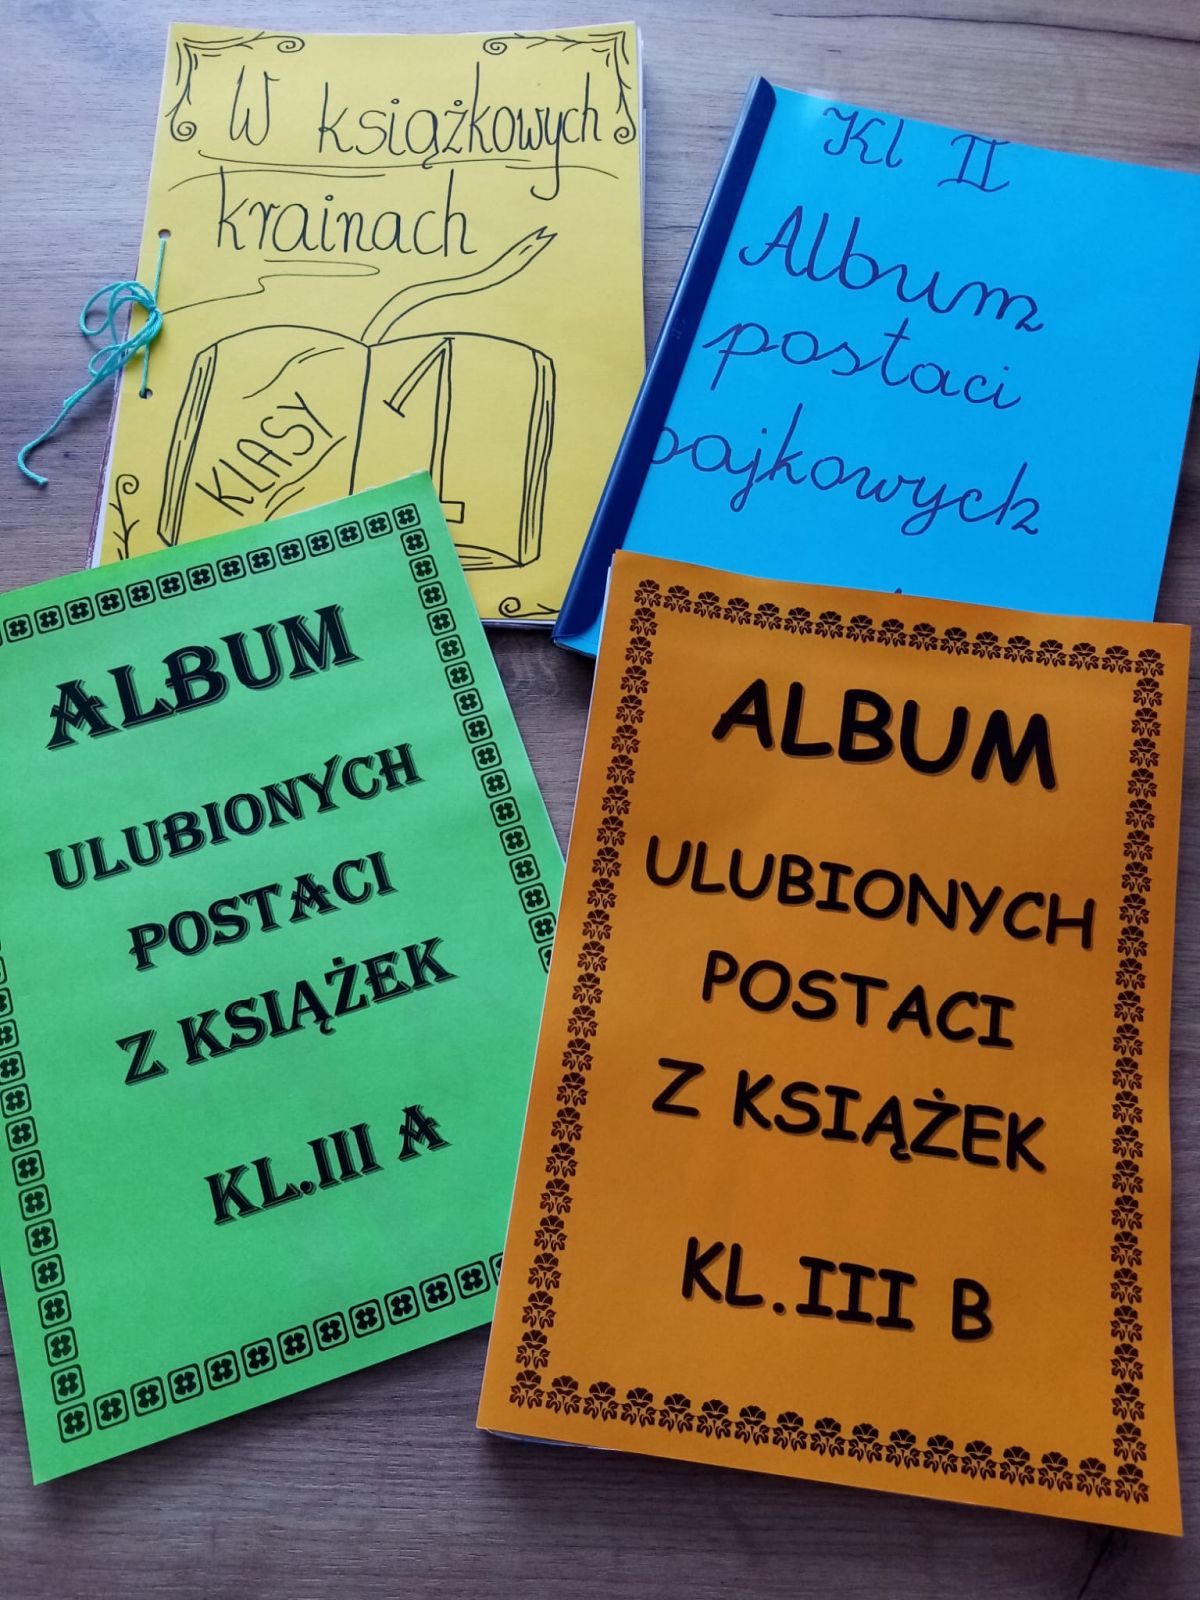 W książkowych
krainach
KLASY
1
Kl II
Album
postaci
bajkowych
ALBUM
ULUBIONYCH
POSTACI
Z KSIĄŻEK
KL.III A
ALBUM
ULUBIONYCH
POSTACI
Z KSIĄŻEK
KL.III B